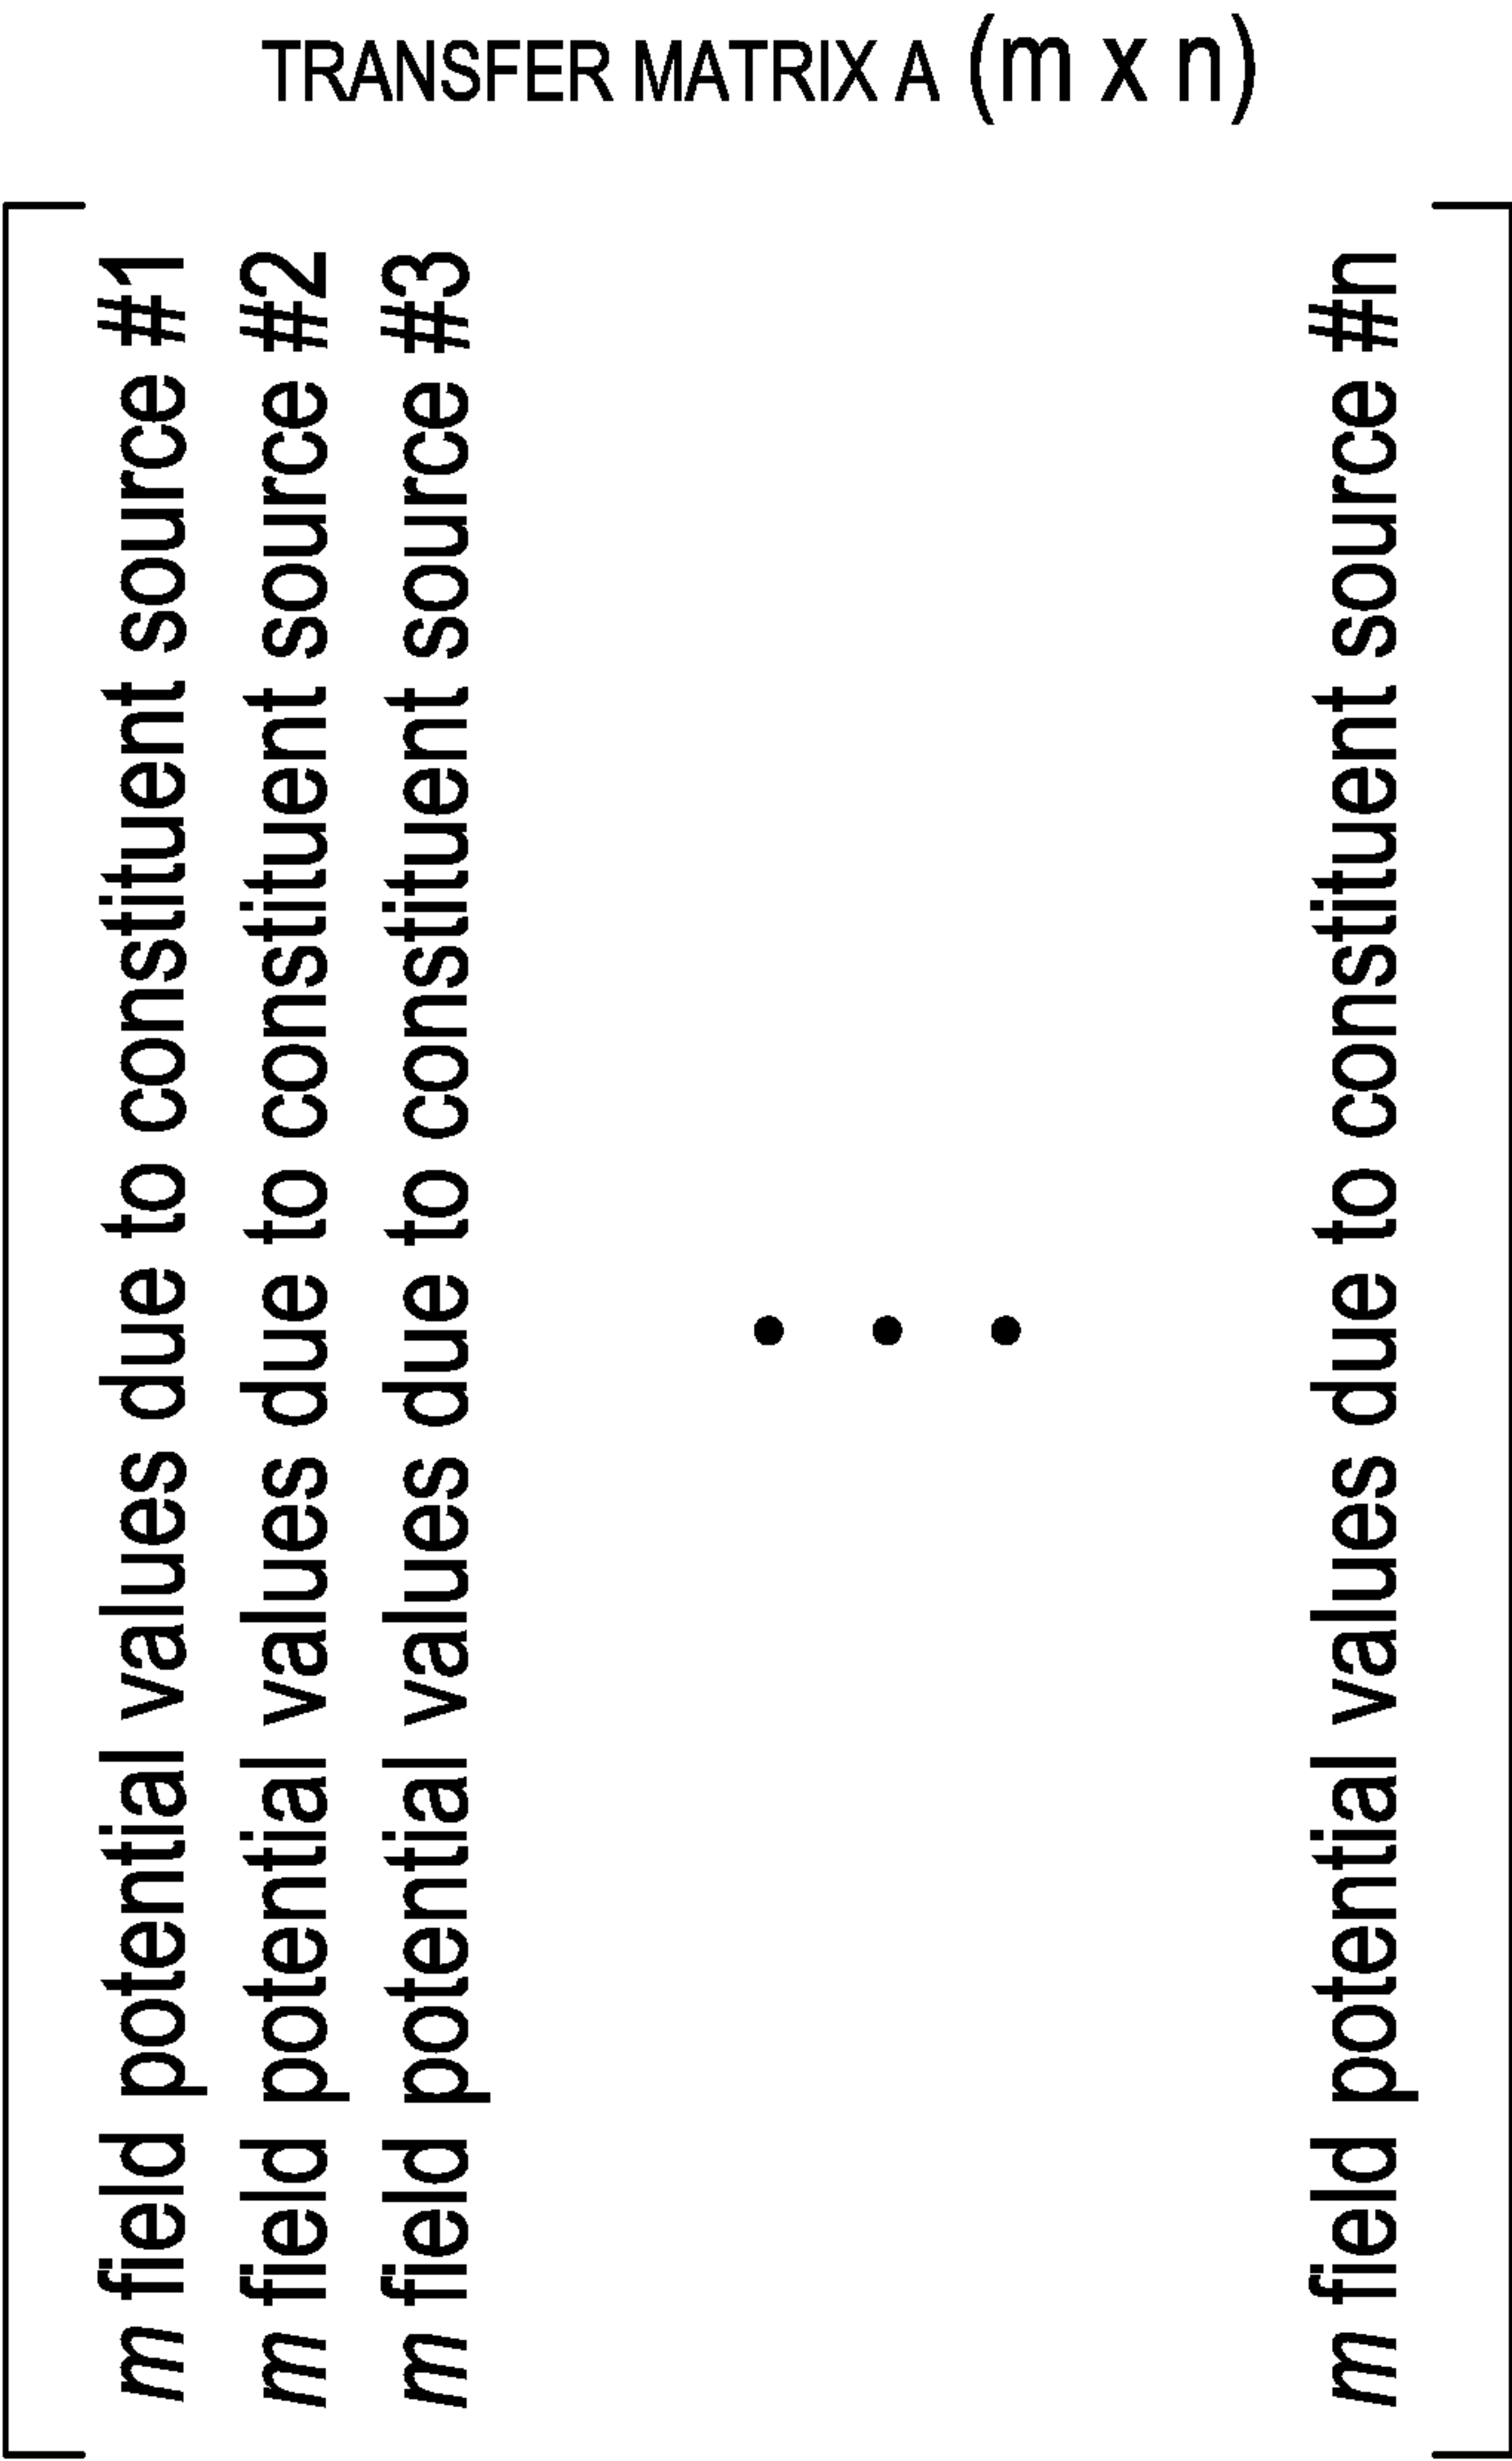 TRANSFER MATRIX A (m x n)
m field potential values due to constituent source #1
m field potential values due to constituent source #2
m field potential values due to constituent source #3
• • •
m field potential values due to constituent source #n